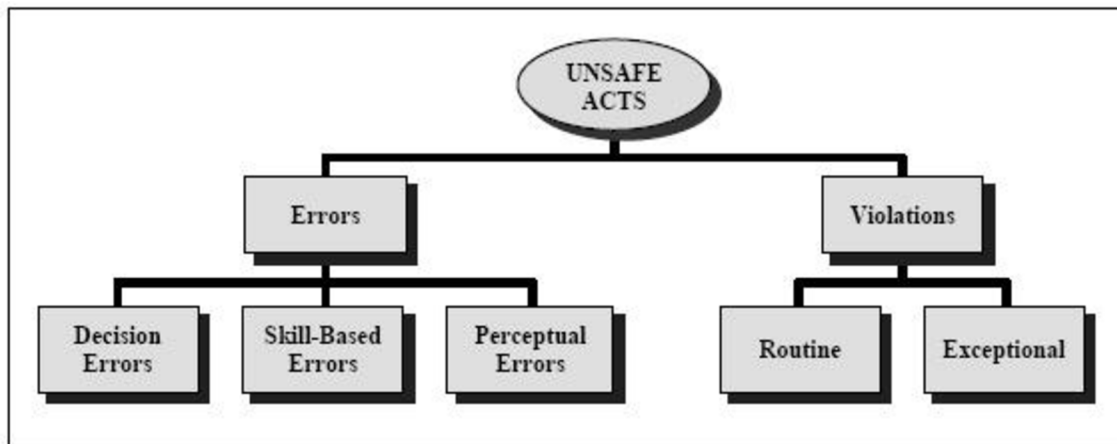 UNSAFE
ACTS
Errors
Violations
Decision
Errors
Skill-Based
Errors
Perceptual
Errors
Routine
Exceptional